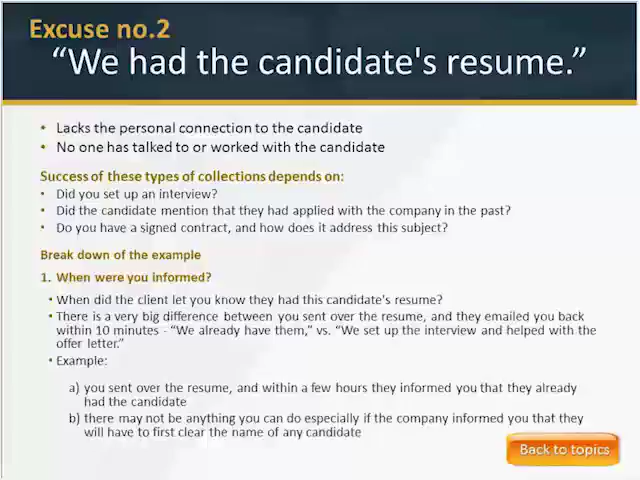 Excuse no.2
“We had the candidate's resume.”
• Lacks the personal connection to the candidate
• No one has talked to or worked with the candidate
Success of these types of collections depends on:
• Did you set up an interview?
• Did the candidate mention that they had applied with the company in the past?
• Do you have a signed contract, and how does it address this subject?
Break down of the example
1. When were you informed?
• When did the client let you know they had this candidate's resume?
• There is a very big difference between you sent over the resume, and they emailed you back
within 10 minutes - “We already have them,” vs. “We set up the interview and helped with the
offer letter.”
• Example:
a) you sent over the resume, and within a few hours they informed you that they already
had the candidate
b) there may not be anything you can do especially if the company informed you that they
will have to first clear the name of any candidate
Back to topics